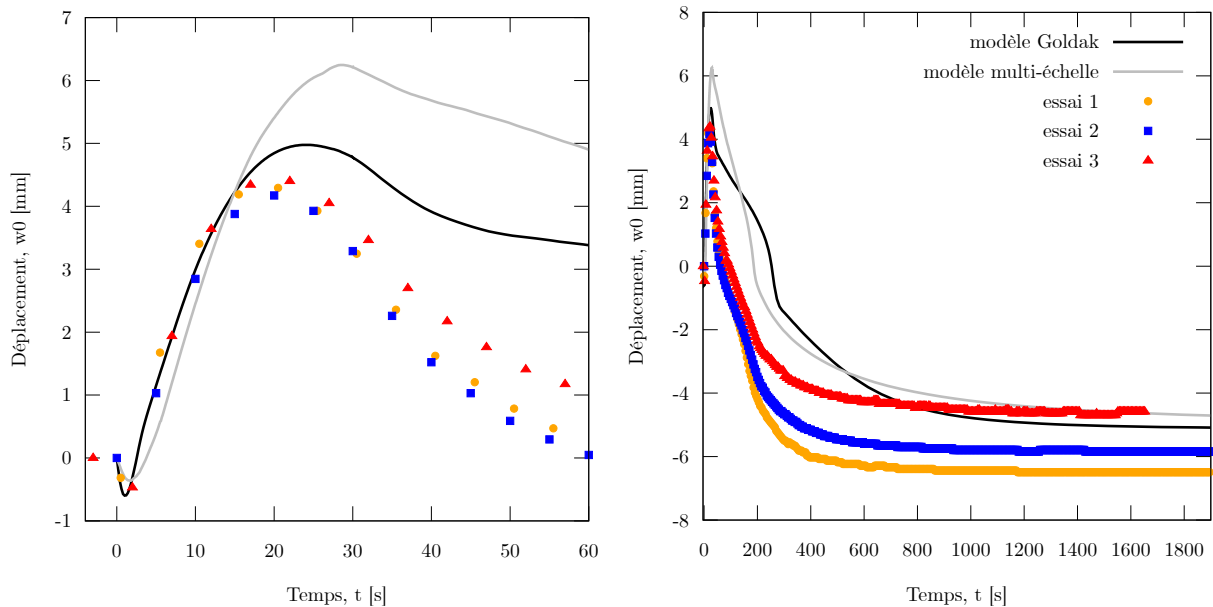 7
6
5
4
3
2
1
0
-1
0 10 20 30 40 50 60
Temps, t [s]
Déplacement, w0 [mm]
8
6
4
2
0
-2
-4
-6
-8
0 200 400 600 800 1000 1200 1400 1600 1800
Temps, t [s]
Déplacement, w0 [mm]
modèle Goldak
modèle multi-échelle
essai 1
essai 2
essai 3